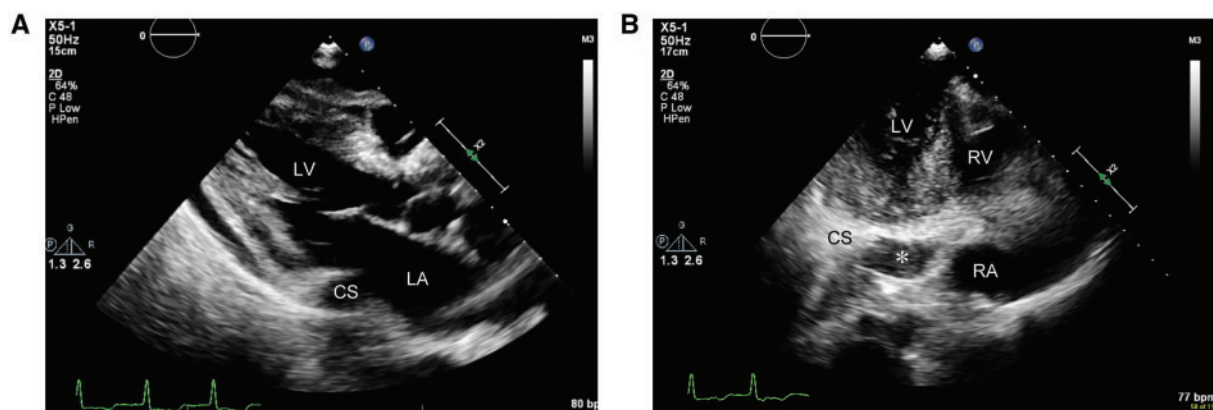 A
X5-1
50Hz
15cm
0
P
M3
2D
64%
C 48
P Low
HPen
X2
LV
LA
CS
G
P R
1.3 2.6
80 bp
B
X5-1
50Hz
17cm
0
P
M3
2D
64%
C 48
P Low
HPen
X2
LV
RV
CS
*
RA
G
P R
1.3 2.6
77 bpm